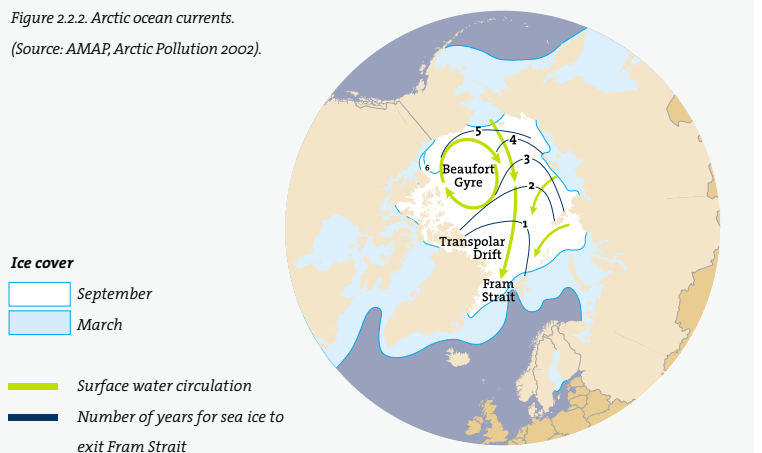 Figure 2.2.2. Arctic ocean currents.
(Source: AMAP, Arctic Pollution 2002).
5
4
3
6
Beaufort
Gyre
2
1
Transpolar
Drift
Fram
Strait
Ice cover
September
March
Surface water circulation
Number of years for sea ice to
exit Fram Strait